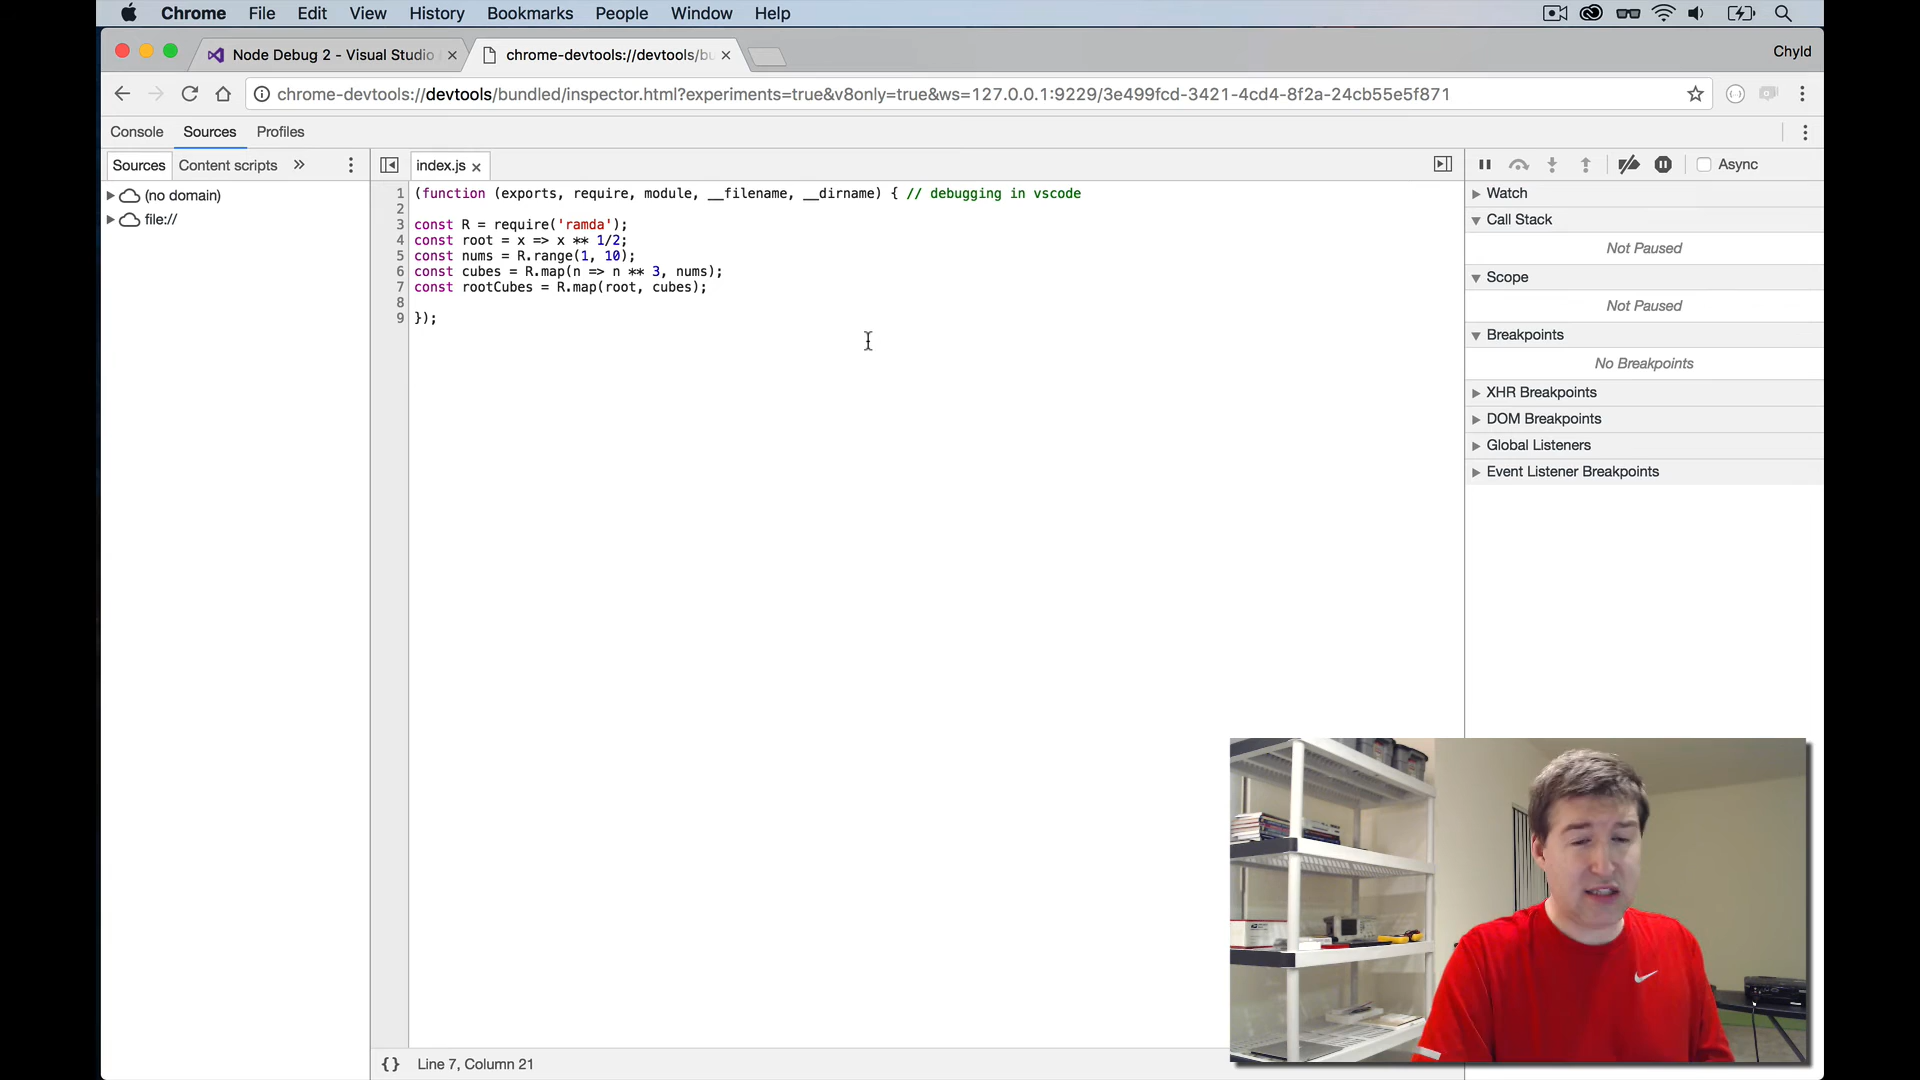 Chrome File Edit View History Bookmarks People Window Help
Node Debug 2 - Visual Studio
chrome-devtools://devtools/bu
Chyld
chrome-devtools://devtools/bundled/inspector.html?experiments=true&v8only=true&ws=127.0.0.1:9229/3e499fcd-3421-4cd4-8f2a-24cb55e5f871
Console Sources Profiles
Sources Content scripts »
(no domain)
file://
index.js
1 (function (exports, require, module, __filename, __dirname) { // debugging in vscode
2
3 const R = require('ramda');
4 const root = x => x ** 1/2;
5 const nums = R.range(1, 10);
6 const cubes = R.map(n => n ** 3, nums);
7 const rootCubes = R.map(root, cubes);
8
9 });
Async
Watch
Call Stack
Not Paused
Scope
Not Paused
Breakpoints
No Breakpoints
XHR Breakpoints
DOM Breakpoints
Global Listeners
Event Listener Breakpoints
{} Line 7, Column 21